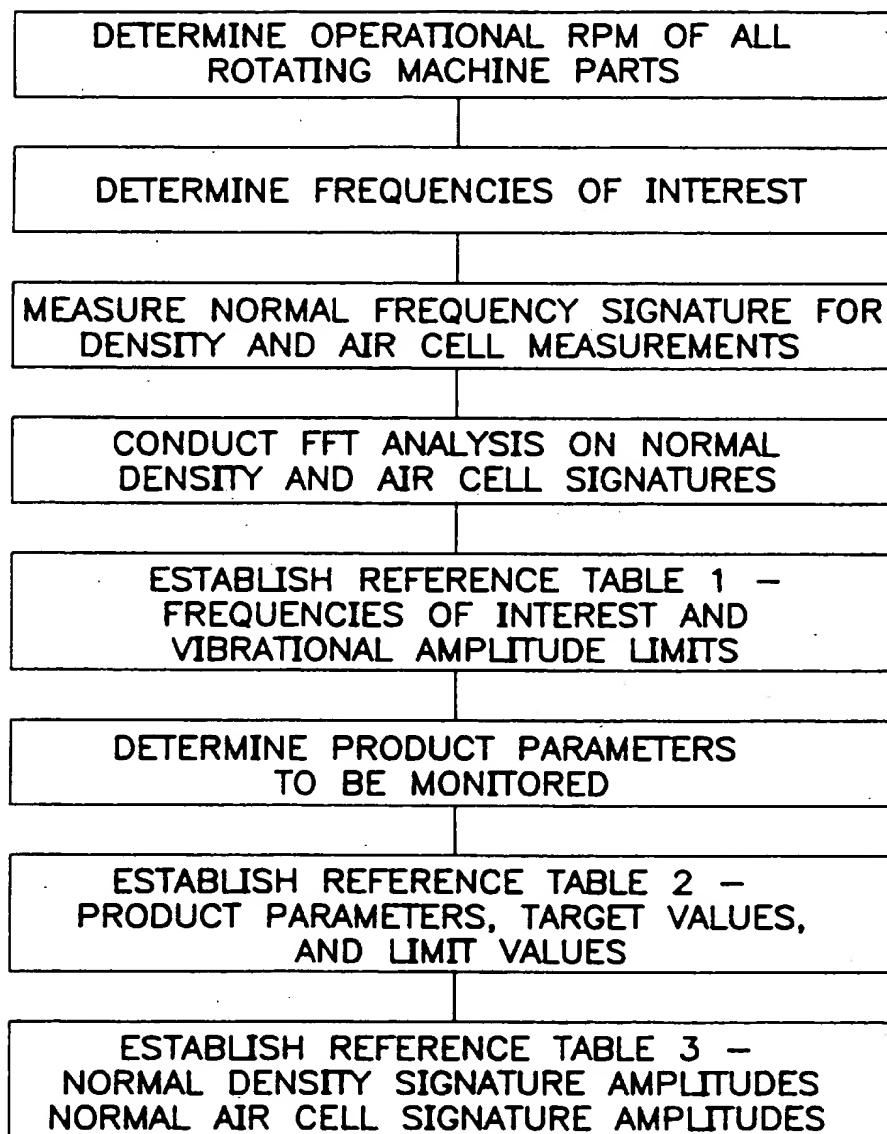 DETERMINE OPERATIONAL RPM OF ALL
ROTATING MACHINE PARTS
DETERMINE FREQUENCIES OF INTEREST
MEASURE NORMAL FREQUENCY SIGNATURE FOR
DENSITY AND AIR CELL MEASUREMENTS
CONDUCT FFT ANALYSIS ON NORMAL
DENSITY AND AIR CELL SIGNATURES
ESTABLISH REFERENCE TABLE 1 –
FREQUENCIES OF INTEREST AND
VIBRATIONAL AMPLITUDE LIMITS
DETERMINE PRODUCT PARAMETERS
TO BE MONITORED
ESTABLISH REFERENCE TABLE 2 –
PRODUCT PARAMETERS, TARGET VALUES,
AND LIMIT VALUES
ESTABLISH REFERENCE TABLE 3 –
NORMAL DENSITY SIGNATURE AMPLITUDES
NORMAL AIR CELL SIGNATURE AMPLITUDES